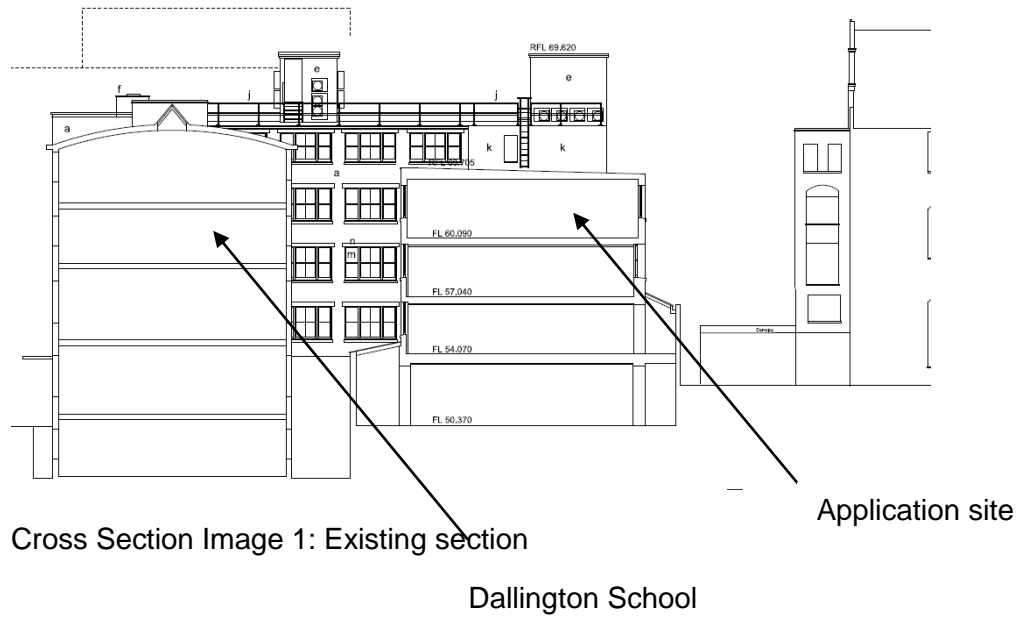 RFL 69.620
e
e
f
j
j
a
k
k
a
FL 60.090
n
m
FL 57.040
FL 54.070
FL 50.370
Canopy
Application site
Cross Section Image 1: Existing section
Dallington School